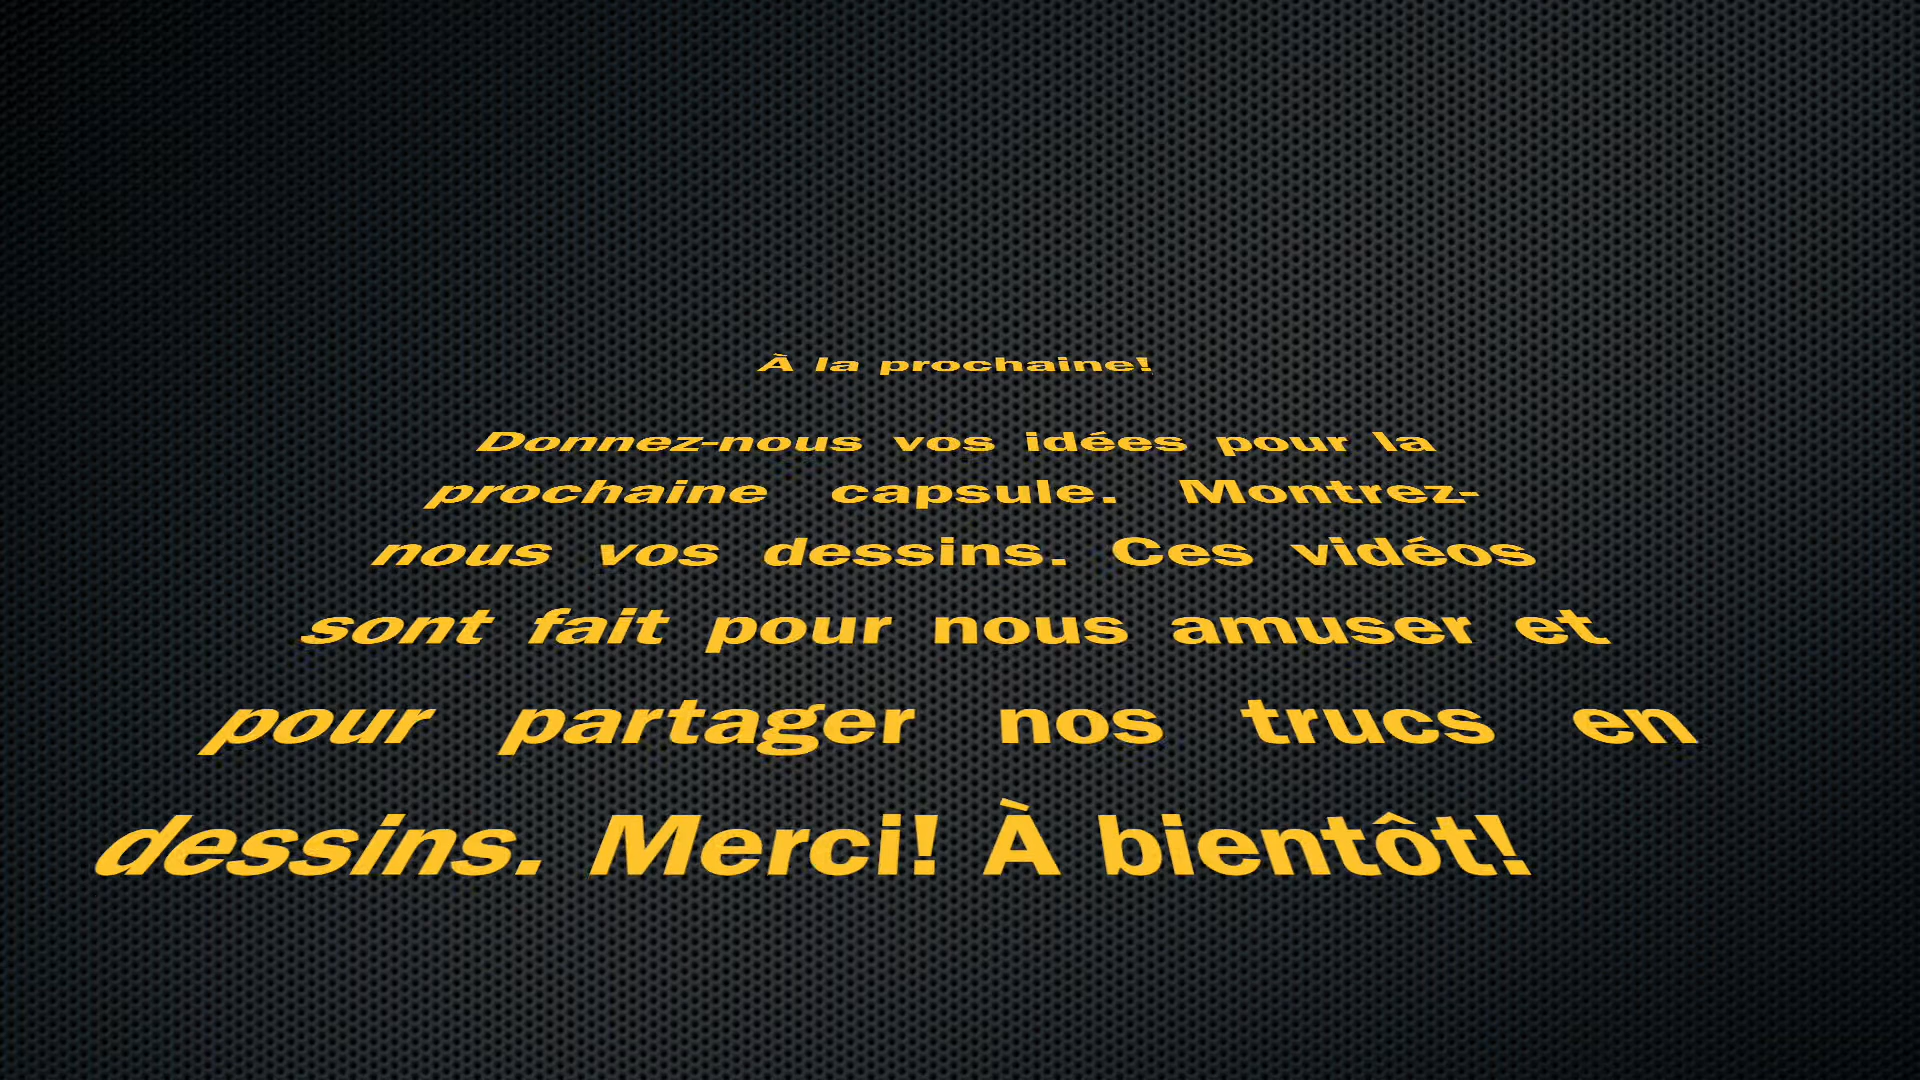 À la prochaine!
Donnez-nous vos idées pour la
prochaine capsule. Montrez-
nous vos dessins. Ces vidéos
sont fait pour nous amuser et
pour partager nos trucs en
dessins. Merci! À bientôt!